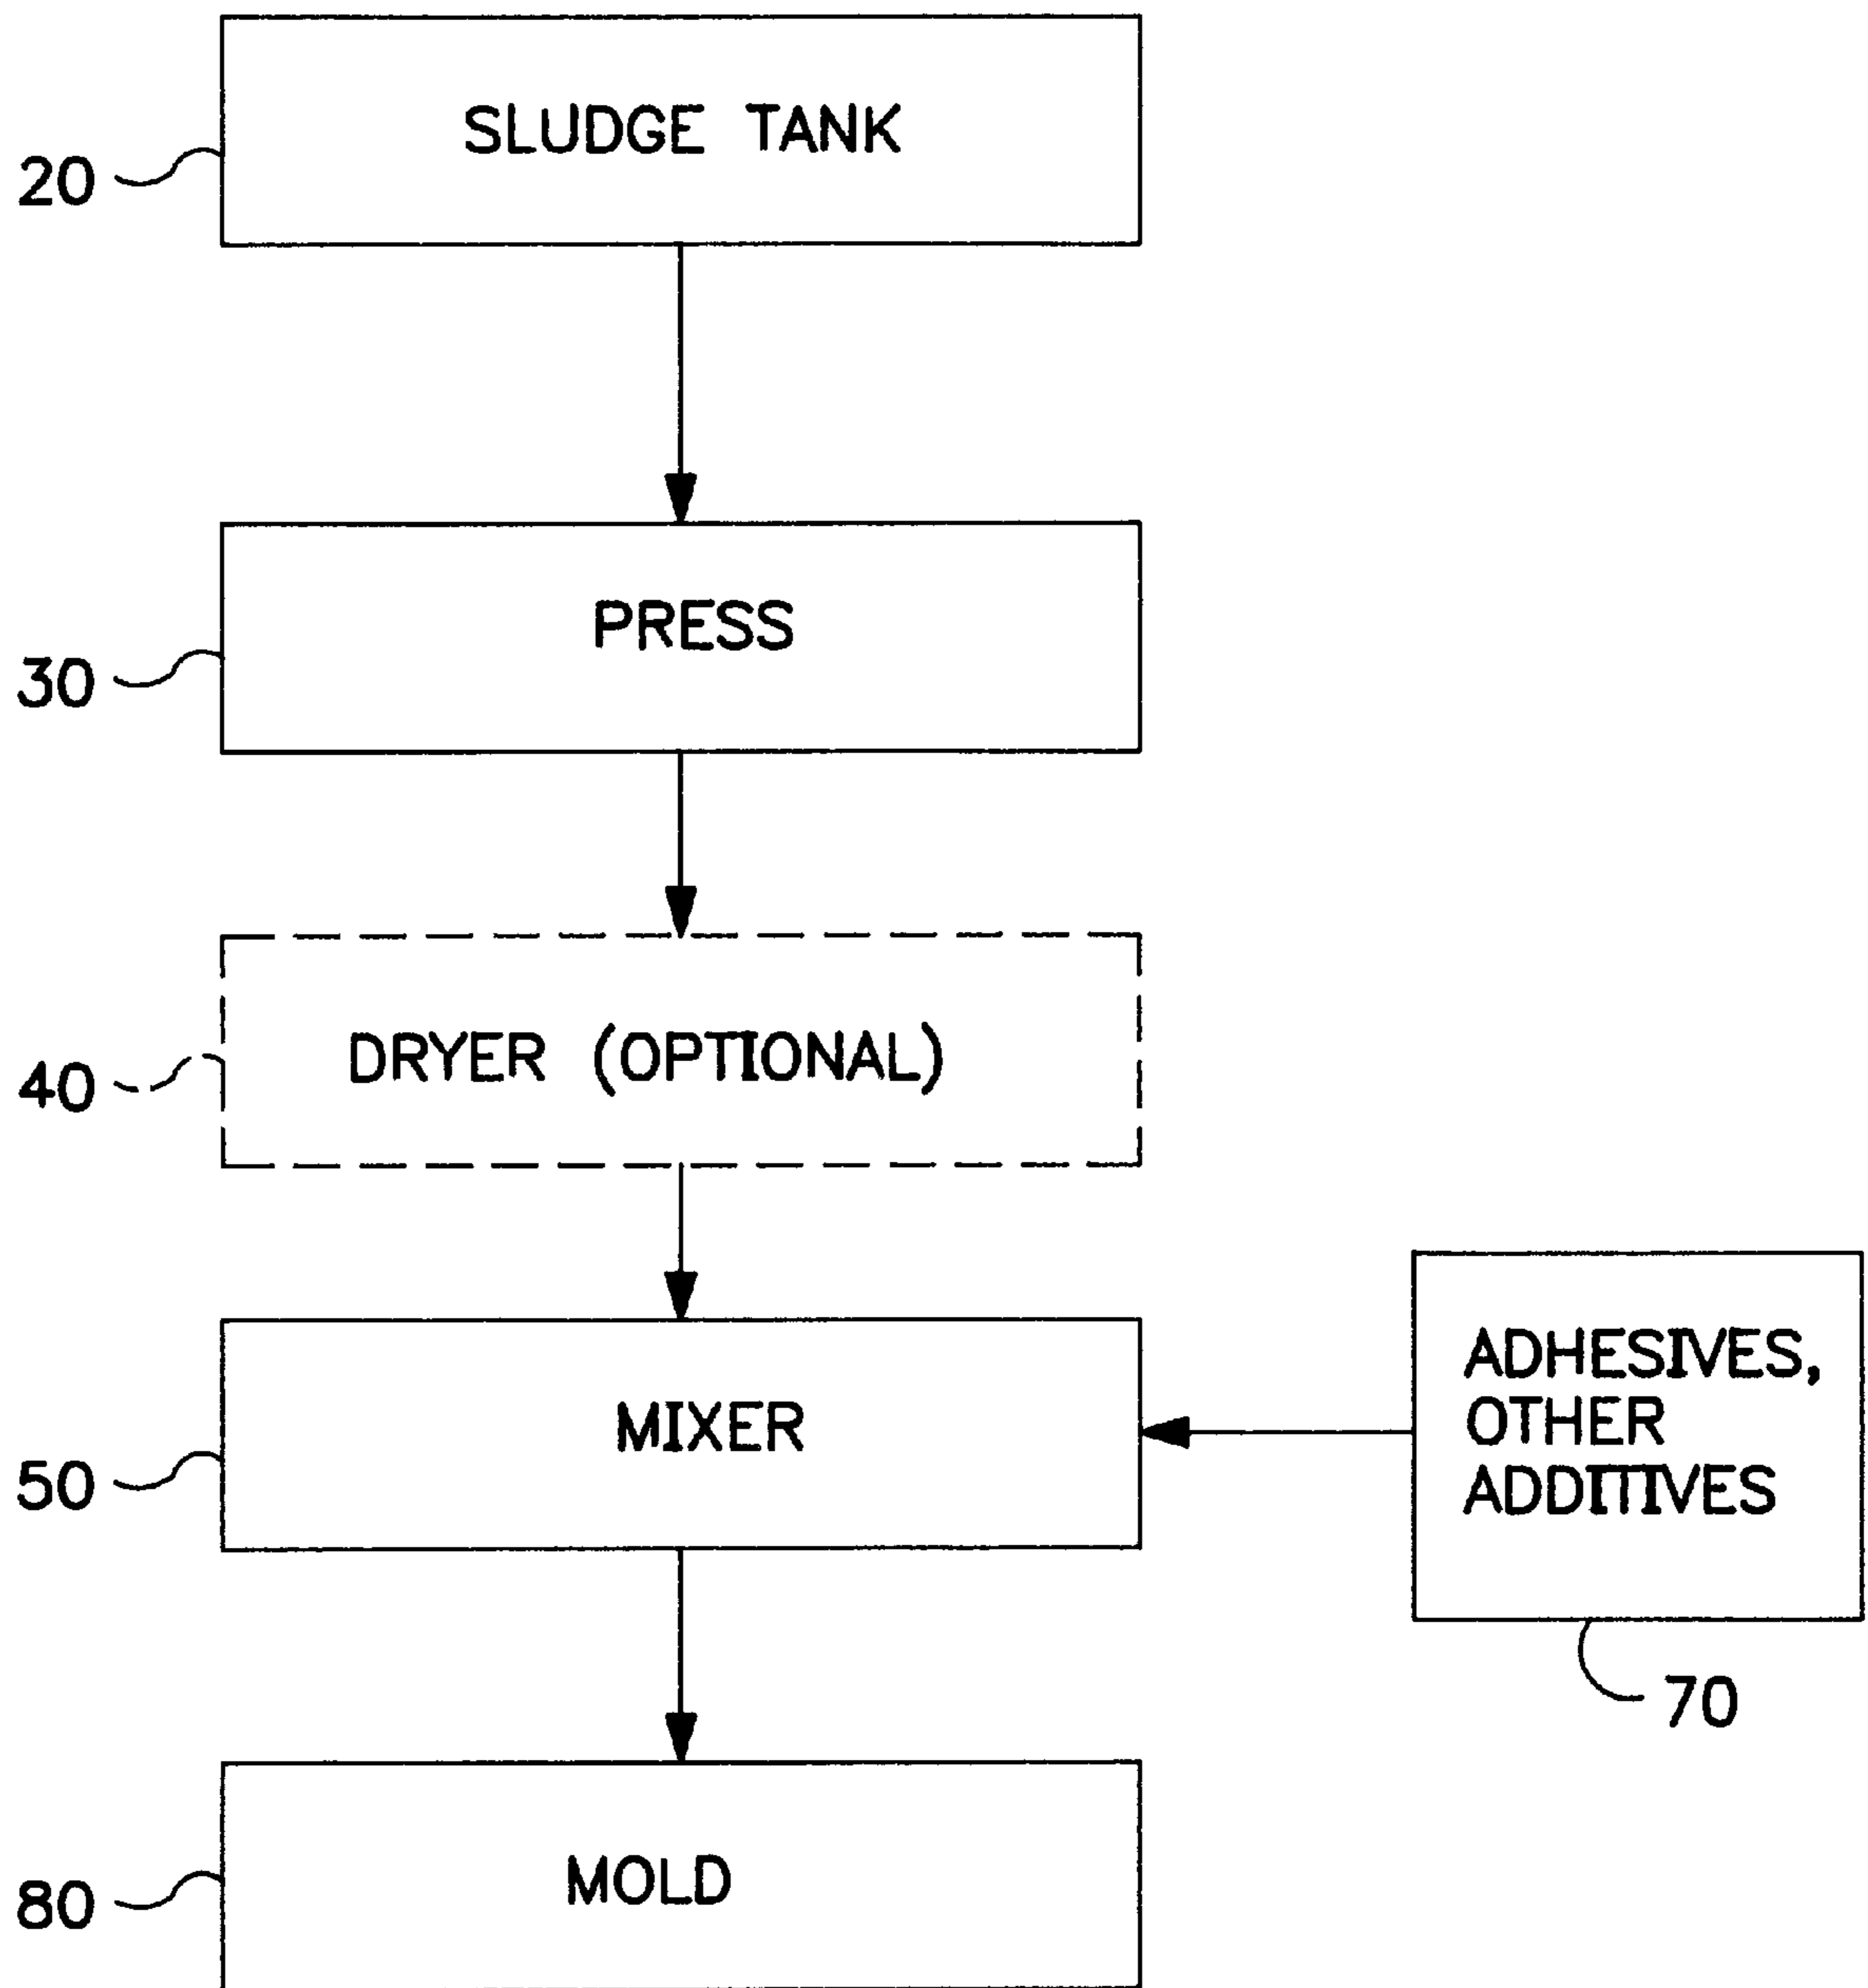 SLUDGE TANK
20
PRESS
30
DRYER (OPTIONAL)
40
MIXER
50
ADHESIVES,
OTHER
ADDITIVES
70
MOLD
80